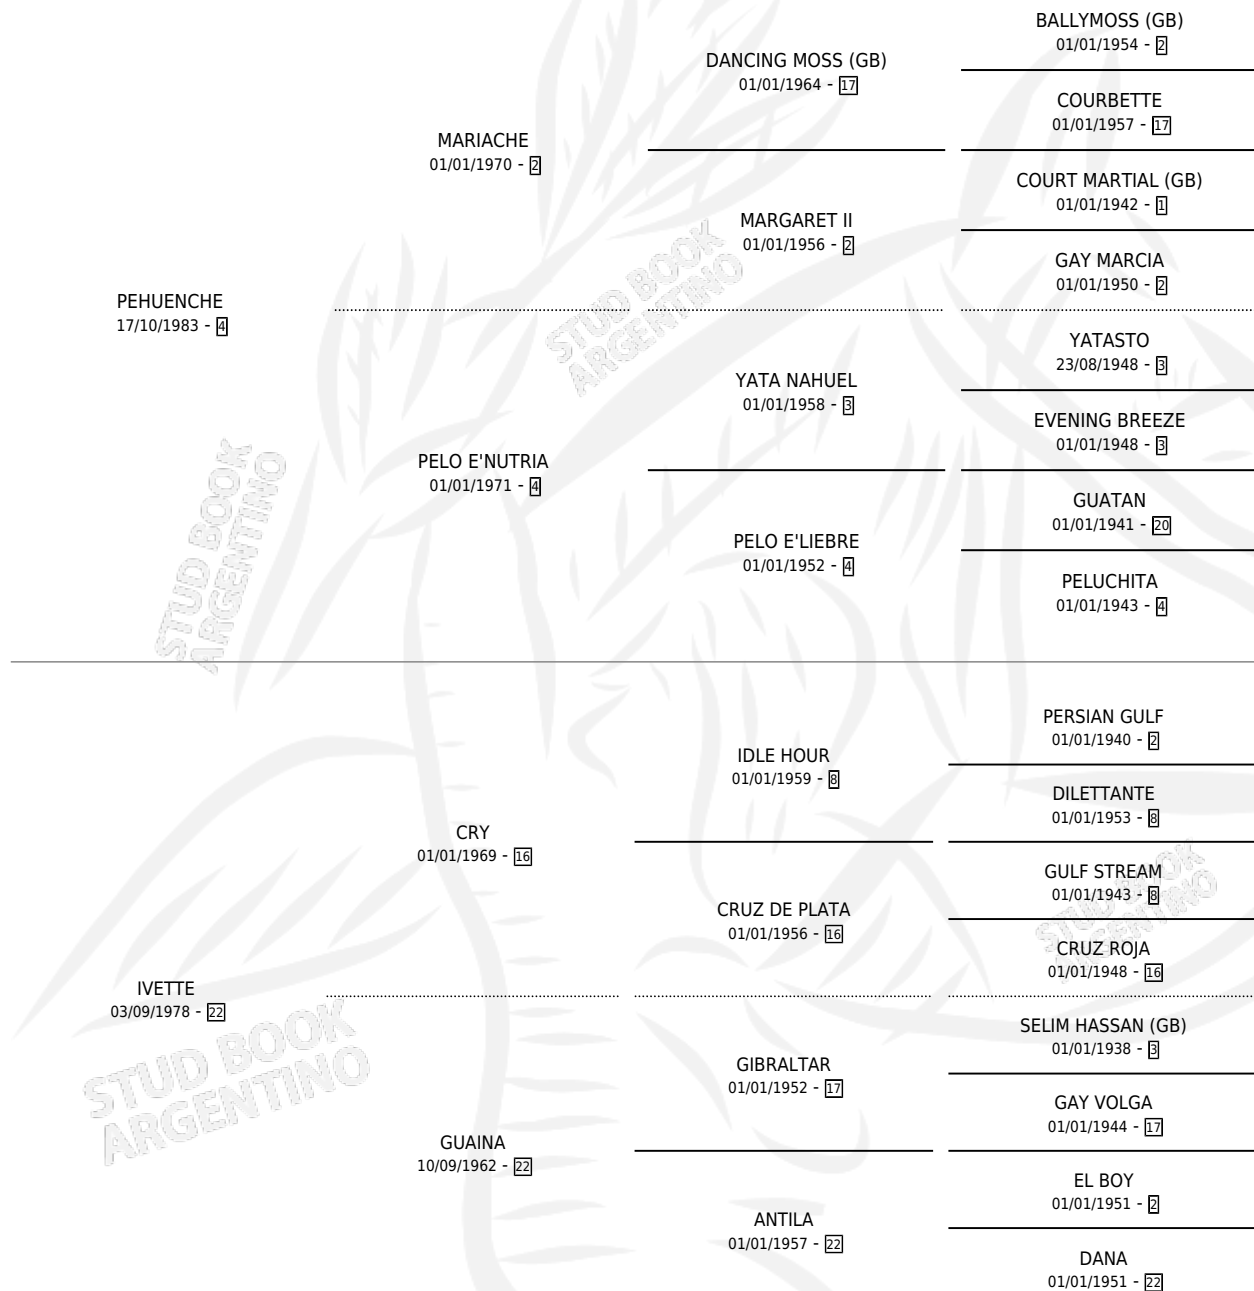 BALLYMOSS (GB)
01/01/1954 - 2
DANCING MOSS (GB)
01/01/1964 - 17
COURBETTE
01/01/1957 - 17
MARIACHE
01/01/1970 - 2
COURT MARTIAL (GB)
01/01/1942 - 1
MARGARET II
01/01/1956 - 2
GAY MARCIA
01/01/1950 - 2
PEHUENCHE
17/10/1983 - 4
YATASTO
23/08/1948 - 3
YATA NAHUEL
01/01/1958 - 3
EVENING BREEZE
01/01/1948 - 3
PELO E'NUTRIA
01/01/1971 - 4
GUATAN
01/01/1941 - 20
PELO E'LIEBRE
01/01/1952 - 4
PELUCHITA
01/01/1943 - 4
PERSIAN GULF
01/01/1940 - 2
IDLE HOUR
01/01/1959 - 8
DILETTANTE
01/01/1953 - 8
CRY
01/01/1969 - 16
GULF STREAM
01/01/1943 - 8
CRUZ DE PLATA
01/01/1956 - 16
CRUZ ROJA
01/01/1948 - 16
IVETTE
03/09/1978 - 22
SELIM HASSAN (GB)
01/01/1938 - 3
GIBRALTAR
01/01/1952 - 17
GAY VOLGA
01/01/1944 - 17
GUAINA
10/09/1962 - 22
EL BOY
01/01/1951 - 2
ANTILA
01/01/1957 - 22
DANA
01/01/1951 - 22
STUD BOOK
ARGENTINO
STUD BOOK
ARGENTINO
STUD BOOK
ARGENTINO
STUD BOOK
ARGENTINO